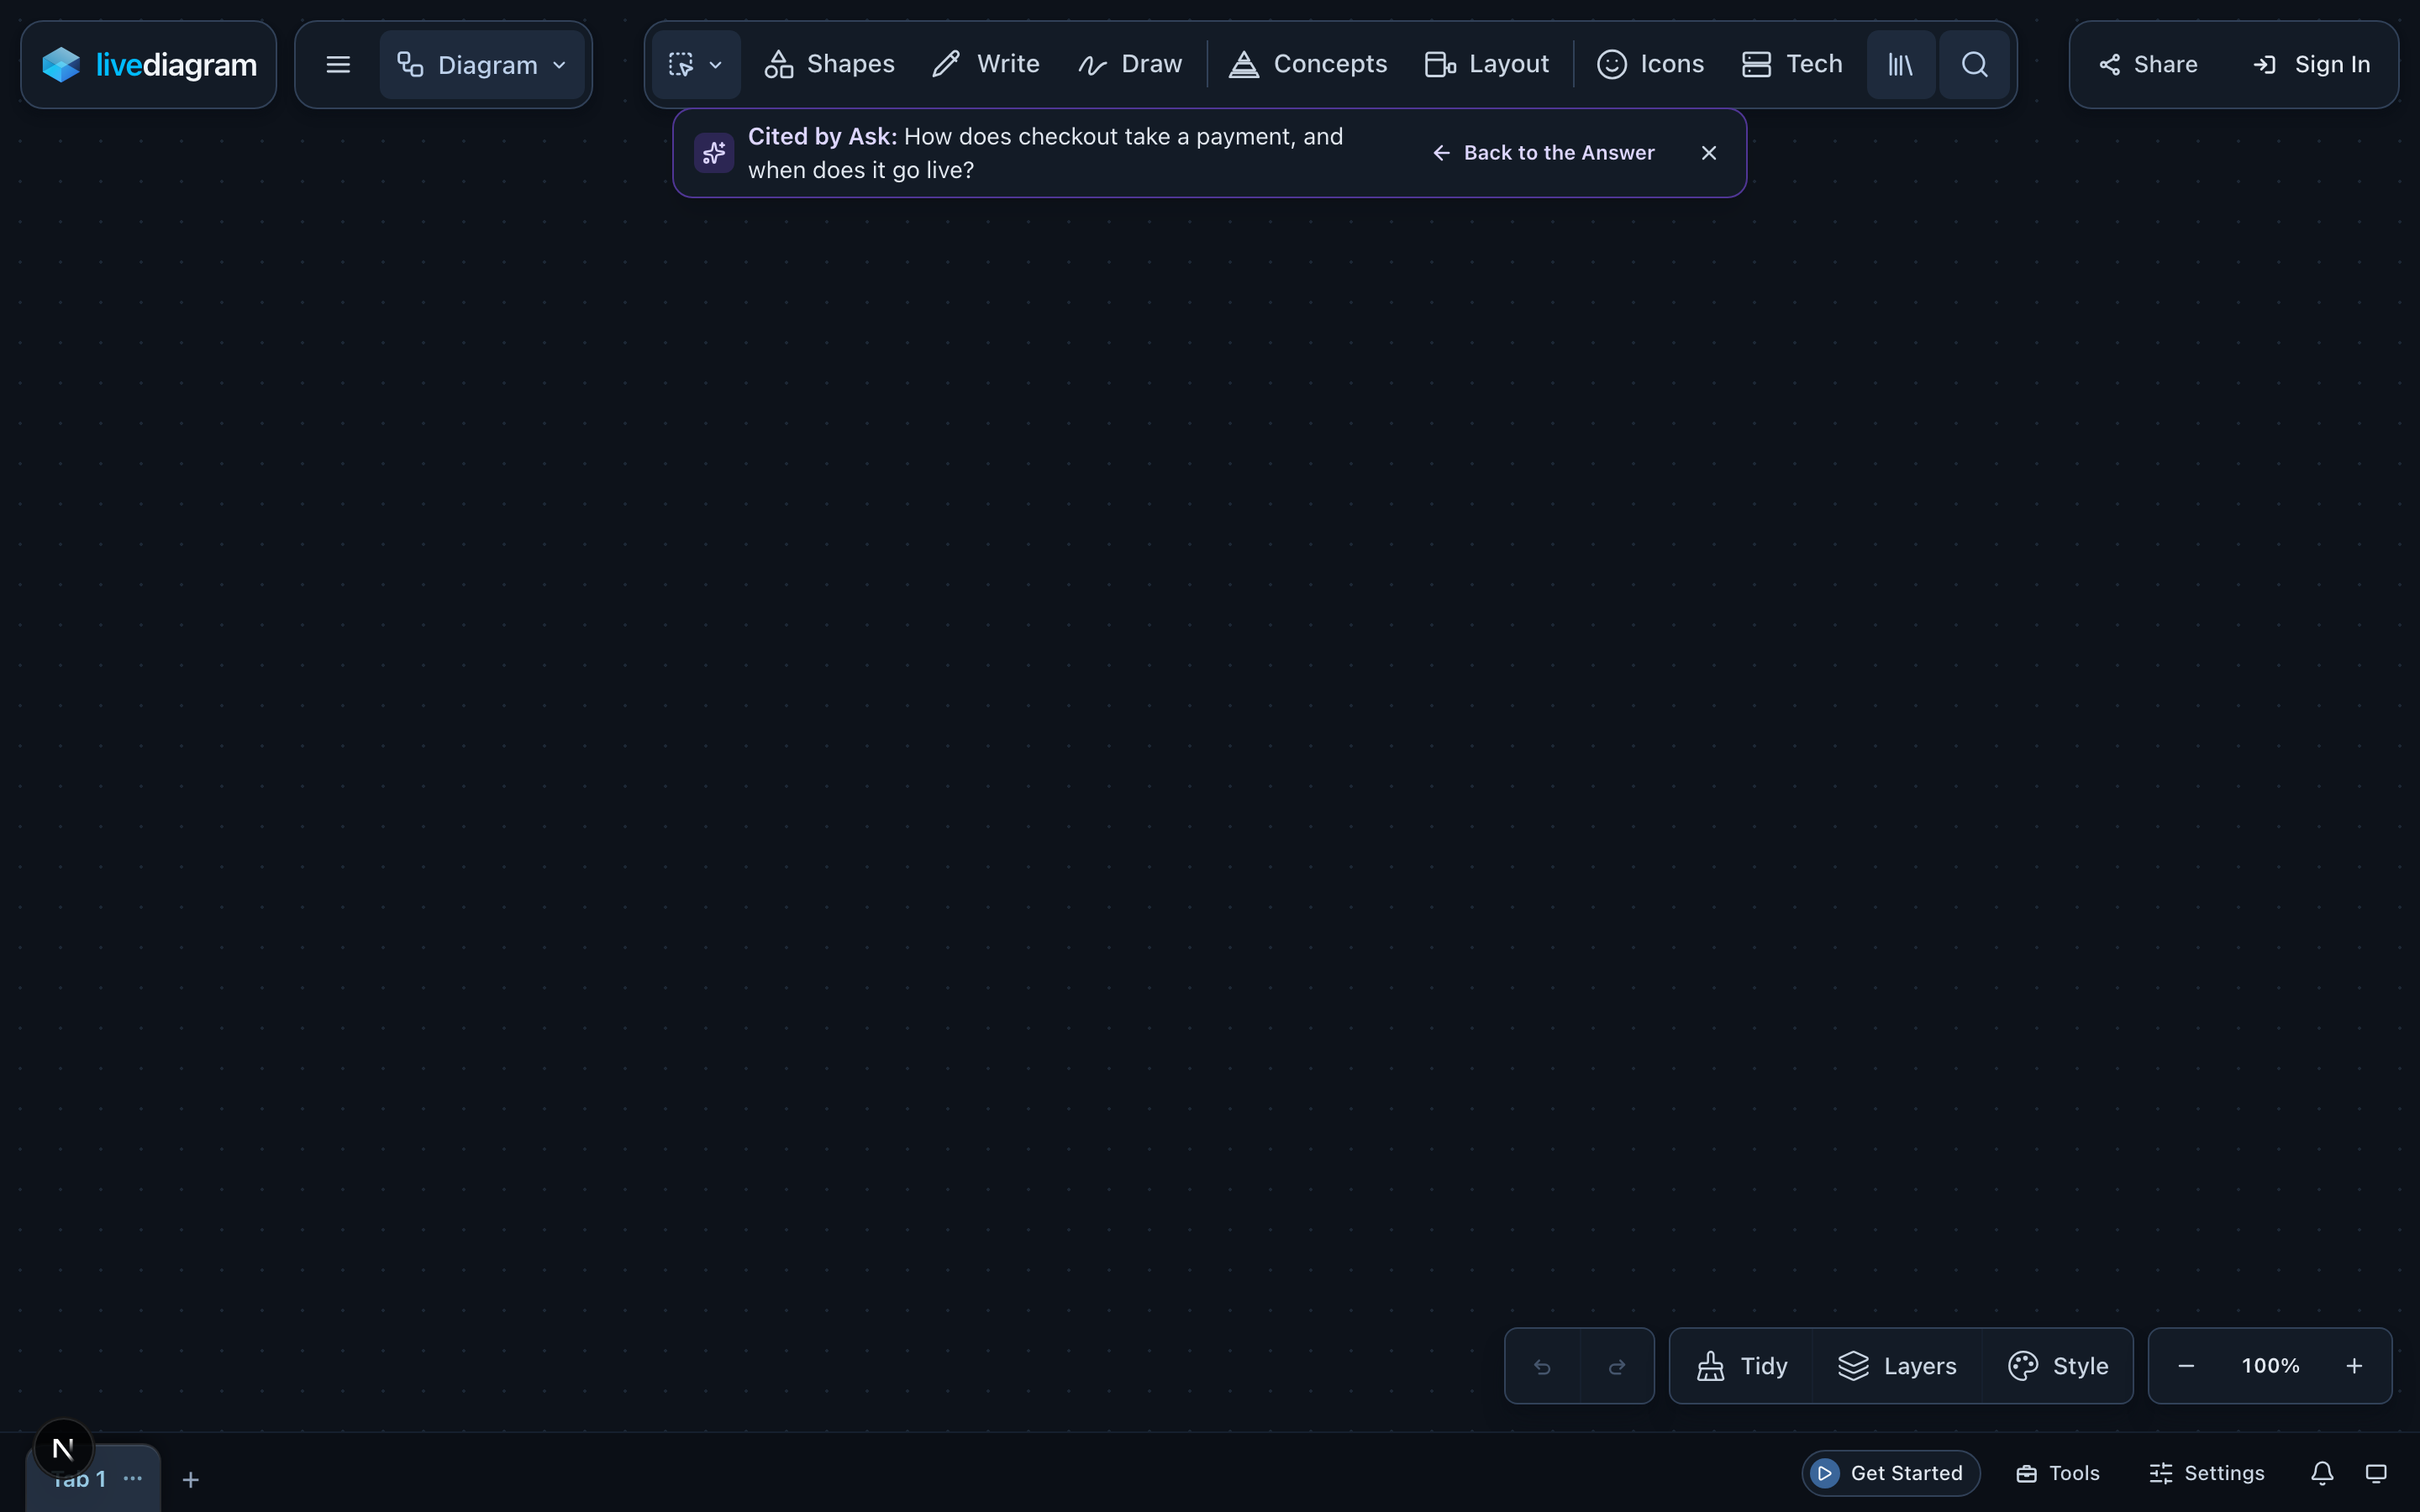 livediagram
Diagram
Shapes
Write
Draw
Concepts
Layout
Icons
Tech
Share
Sign In
Cited by Ask: How does checkout take a payment, and
when does it go live?
Back to the Answer
Tidy
Layers
Style
100%
N
Tab 1
Get Started
Tools
Settings